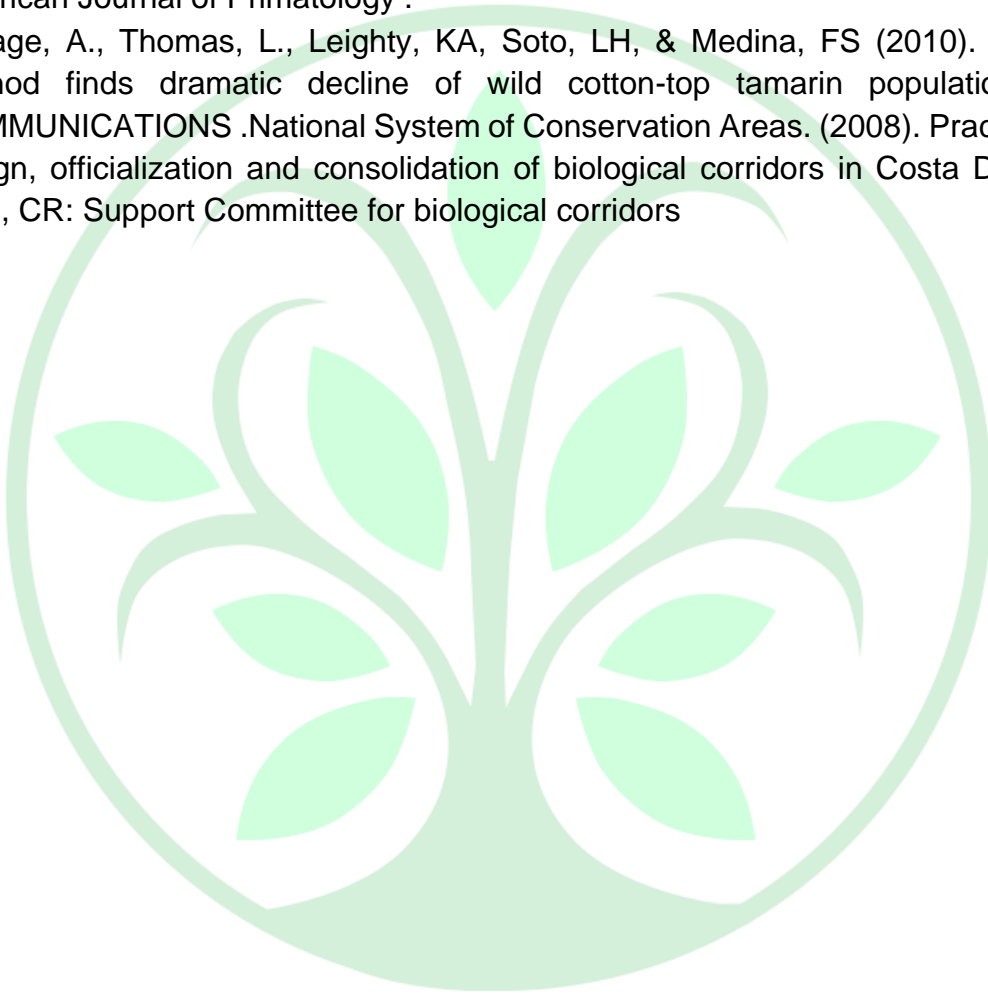 rican Journal of Primatology .
age, A., Thomas, L., Leighty, KA, Soto, LH, & Medina, FS (2010).
nod finds dramatic decline of wild cotton-top tamarin populatio
MMUNICATIONS .National System of Conservation Areas. (2008). Prac
gn, officialization and consolidation of biological corridors in Costa D
, CR: Support Committee for biological corridors